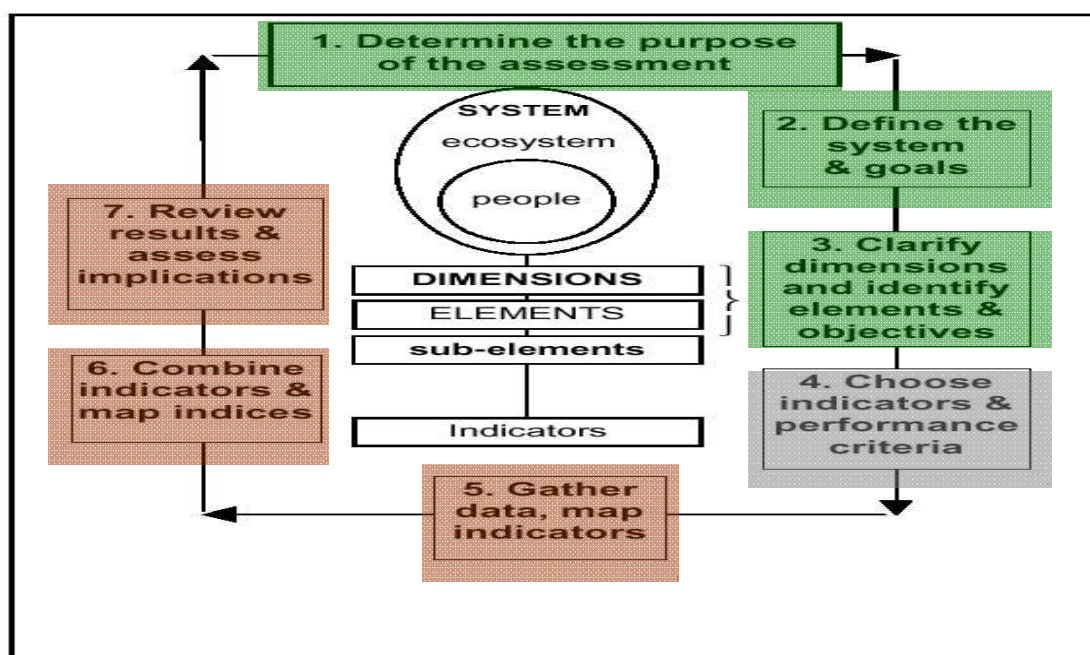 1. Determine the purpose
of the assessment
SYSTEM
ecosystem
people
2. Define the
system
& goals
3. Clarify
dimensions
and identify
elements &
objectives
DIMENSIONS
ELEMENTS
sub-elements
Indicators
4. Choose
indicators &
performance
criteria
5. Gather
data, map
indicators
6. Combine
indicators &
map indices
7. Review
results &
assess
implications